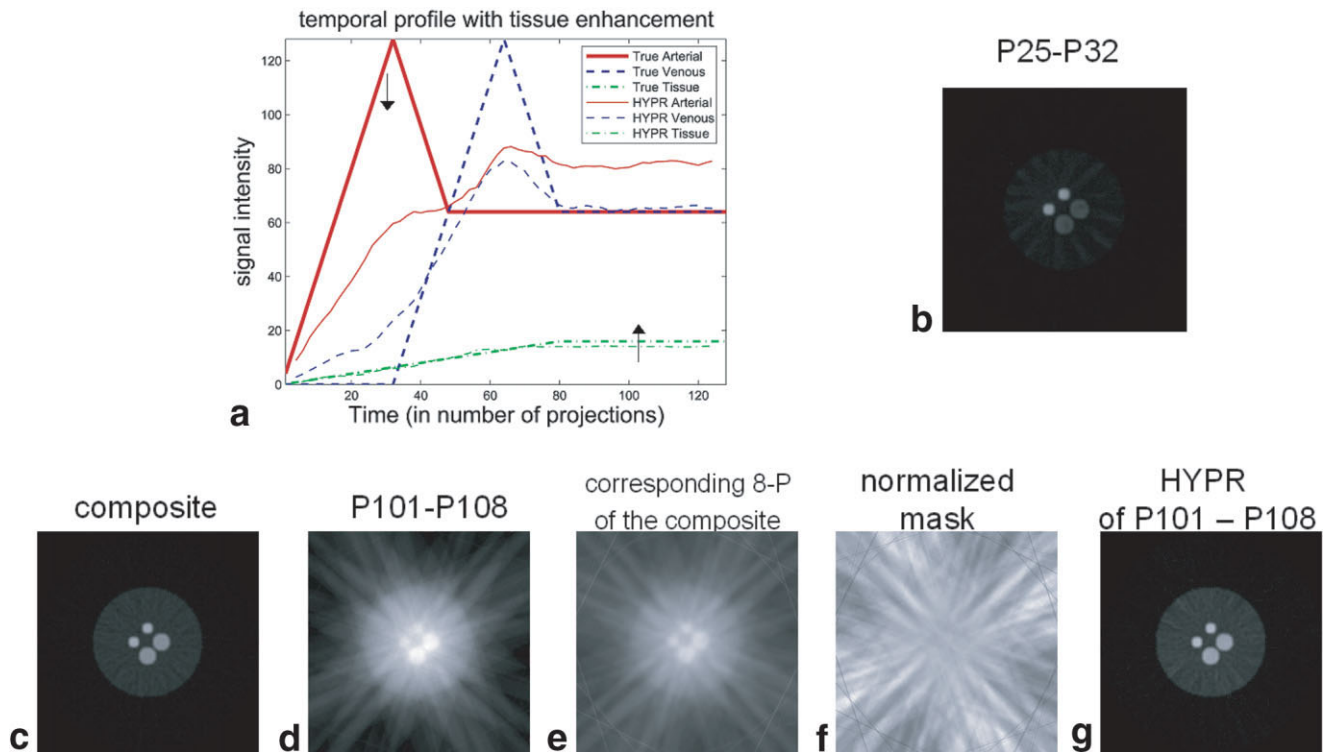 temporal profile with tissue enhancement
signal intensity
120
100
80
60
40
20
0
True Arterial
True Venous
True Tissue
HYPR Arterial
HYPR Venous
HYPR Tissue
20 40 60 80 100 120
Time (in number of projections)
a
P25-P32
b
composite
c
P101-P108
d
corresponding 8-P
of the composite
e
normalized
mask
f
HYPR
of P101 – P108
g